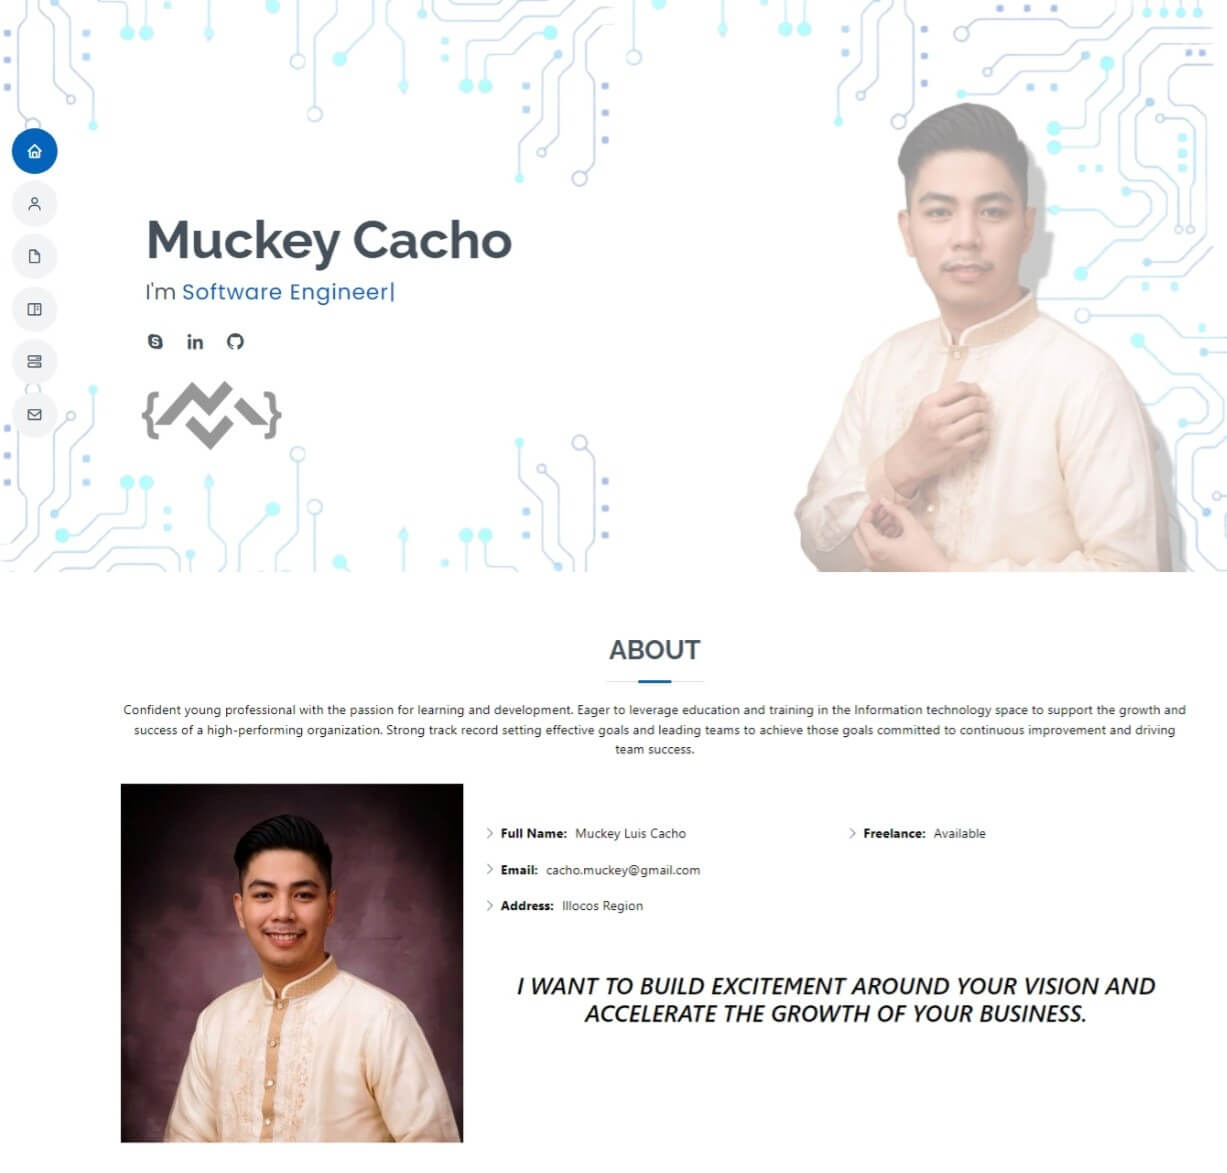 Muckey Cacho
I'm Software Engineer|
ABOUT
Confident young professional with the passion for learning and development. Eager to leverage education and training in the Information technology space to support the growth and
success of a high-performing organization. Strong track record setting effective goals and leading teams to achieve those goals committed to continuous improvement and driving
team success.
Full Name: Muckey Luis Cacho
Freelance: Available
Email: cacho.muckey@gmail.com
Address: Illocos Region
I WANT TO BUILD EXCITEMENT AROUND YOUR VISION AND
ACCELERATE THE GROWTH OF YOUR BUSINESS.